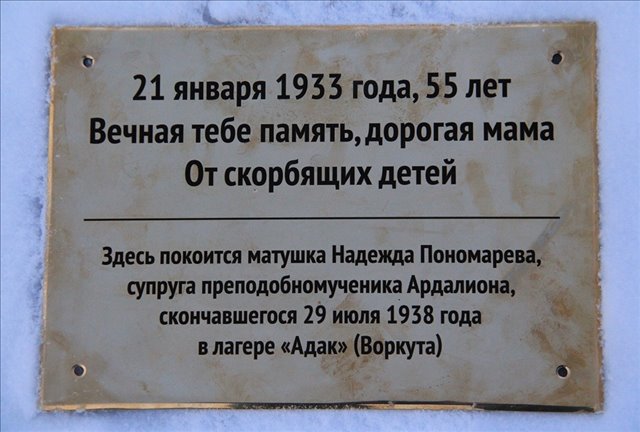 21 января 1933 года, 55 лет
Вечная тебе память, дорогая мама
От скорбящих детей
Здесь покоится матушка Надежда Пономарева,
супруга преподобномученика Ардалиона,
скончавшегося 29 июля 1938 года
в лагере «Адак» (Воркута)